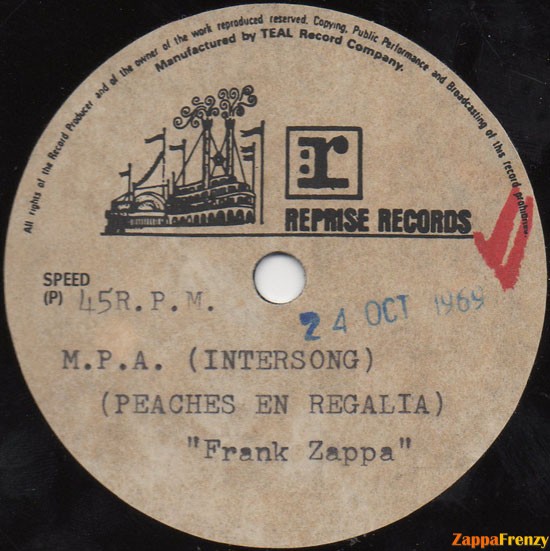 All rights of the Record Producer and of the owner of the work reproduced reserved. Copying, Public Performance and Broadcasting of this record prohibited
Manufactured by TEAL Record Company.
r
REPRISE RECORDS
SPEED
(P) 45R.P.M.
24 OCT 1969
M.P.A. (INTERSONG)
(PEACHES EN REGALIA)
"Frank Zappa"
ZappaFrenzy